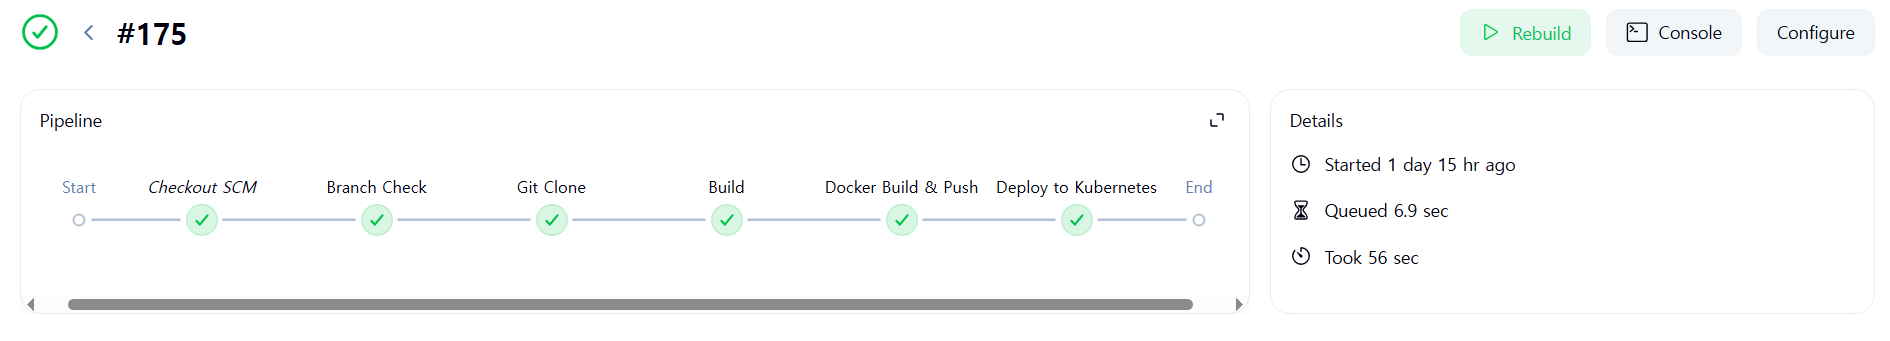 #175
Rebuild
Console
Configure
Pipeline
Start
Checkout SCM
Branch Check
Git Clone
Build
Docker Build & Push
Deploy to Kubernetes
End
Details
Started 1 day 15 hr ago
Queued 6.9 sec
Took 56 sec